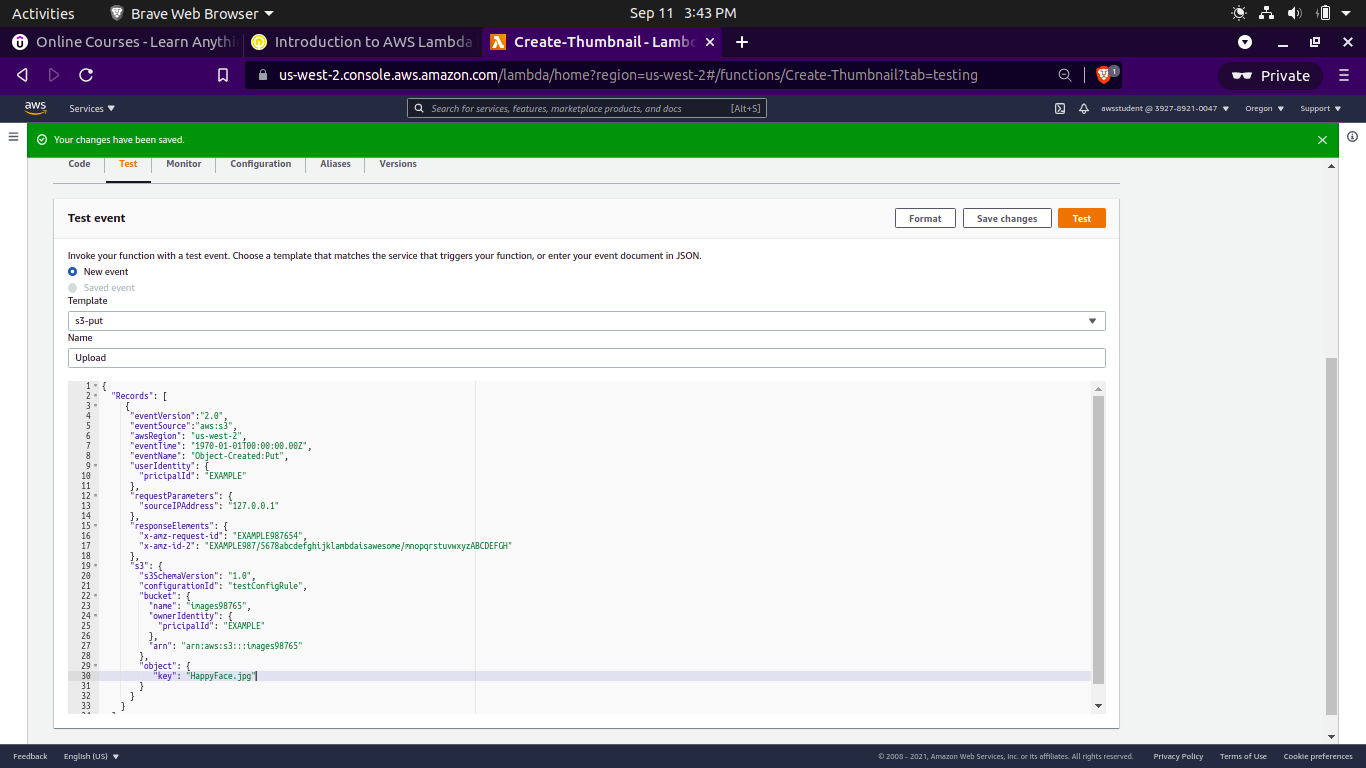 Activities Brave Web Browser Sep 11 3:43 PM
Online Courses - Learn Anythi Introduction to AWS Lambda Create-Thumbnail - Lambd × +
us-west-2.console.aws.amazon.com/lambda/home?region=us-west-2#/functions/Create-Thumbnail?tab=testing 1 Private
aws Services Search for services, features, marketplace products, and docs [Alt+S] awsstudent @ 3927-8921-0047 Oregon Support
Your changes have been saved.
Code Test Monitor Configuration Aliases Versions
Test event Format Save changes Test
Invoke your function with a test event. Choose a template that matches the service that triggers your function, or enter your event document in JSON.
New event
Saved event
Template
s3-put
Name
Upload
1 {
2 "Records": [
3 {
4 "eventVersion":"2.0",
5 "eventSource":"aws:s3",
6 "awsRegion": "us-west-2",
7 "eventTime": "1970-01-01T00:00:00.00Z",
8 "eventName": "Object-Created:Put",
9 "userIdentity": {
10 "pricipalId": "EXAMPLE"
11 },
12 "requestParameters": {
13 "sourceIPAddress": "127.0.0.1"
14 },
15 "responseElements": {
16 "x-amz-request-id": "EXAMPLE987654",
17 "x-amz-id-2": "EXAMPLE987/5678abcdefghijklambdaisawesome/mnopqrstuvwxyzABCDEFGH"
18 },
19 "s3": {
20 "s3SchemaVersion": "1.0",
21 "configurationId": "testConfigRule",
22 "bucket": {
23 "name": "images98765",
24 "ownerIdentity": {
25 "pricipalId": "EXAMPLE"
26 },
27 "arn": "arn:aws:s3:::images98765"
28 },
29 "object": {
30 "key": "HappyFace.jpg"
31 }
32 }
33 }
Feedback English (US) © 2008 - 2021, Amazon Web Services, Inc. or its affiliates. All rights reserved. Privacy Policy Terms of Use Cookie preferences